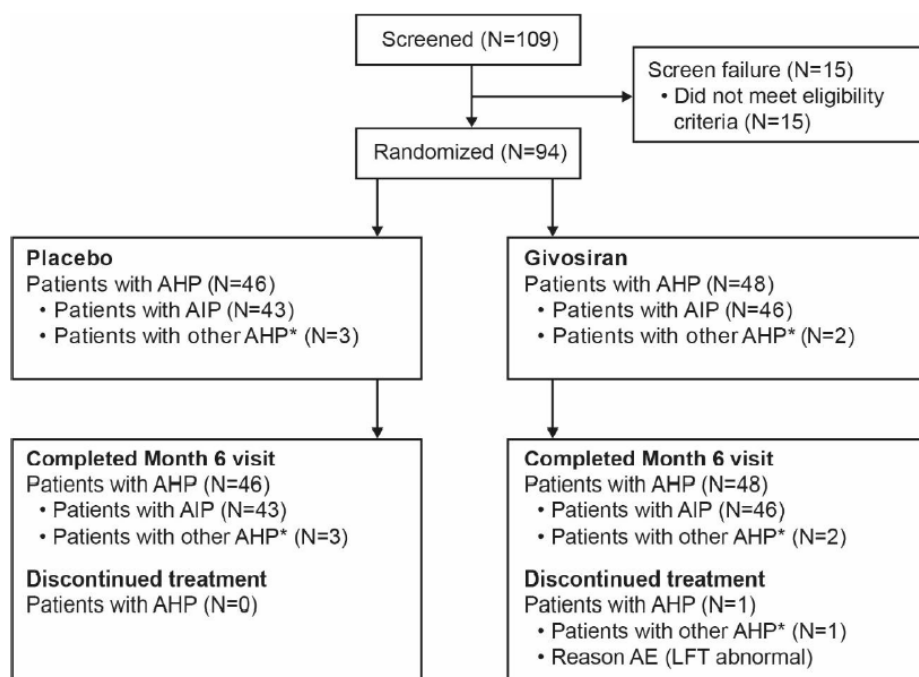 Screened (N=109)
Screen failure (N=15)
• Did not meet eligibility
criteria (N=15)
Randomized (N=94)
Placebo
Patients with AHP (N=46)
• Patients with AIP (N=43)
• Patients with other AHP* (N=3)
Givosiran
Patients with AHP (N=48)
• Patients with AIP (N=46)
• Patients with other AHP* (N=2)
Completed Month 6 visit
Patients with AHP (N=46)
• Patients with AIP (N=43)
• Patients with other AHP* (N=3)
Discontinued treatment
Patients with AHP (N=0)
Completed Month 6 visit
Patients with AHP (N=48)
• Patients with AIP (N=46)
• Patients with other AHP* (N=2)
Discontinued treatment
Patients with AHP (N=1)
• Patients with other AHP* (N=1)
• Reason AE (LFT abnormal)